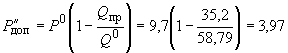 P″доп = P⁰(1 − Qпр/Q⁰) = 9,7(1 − 35,2/58,79) = 3,97